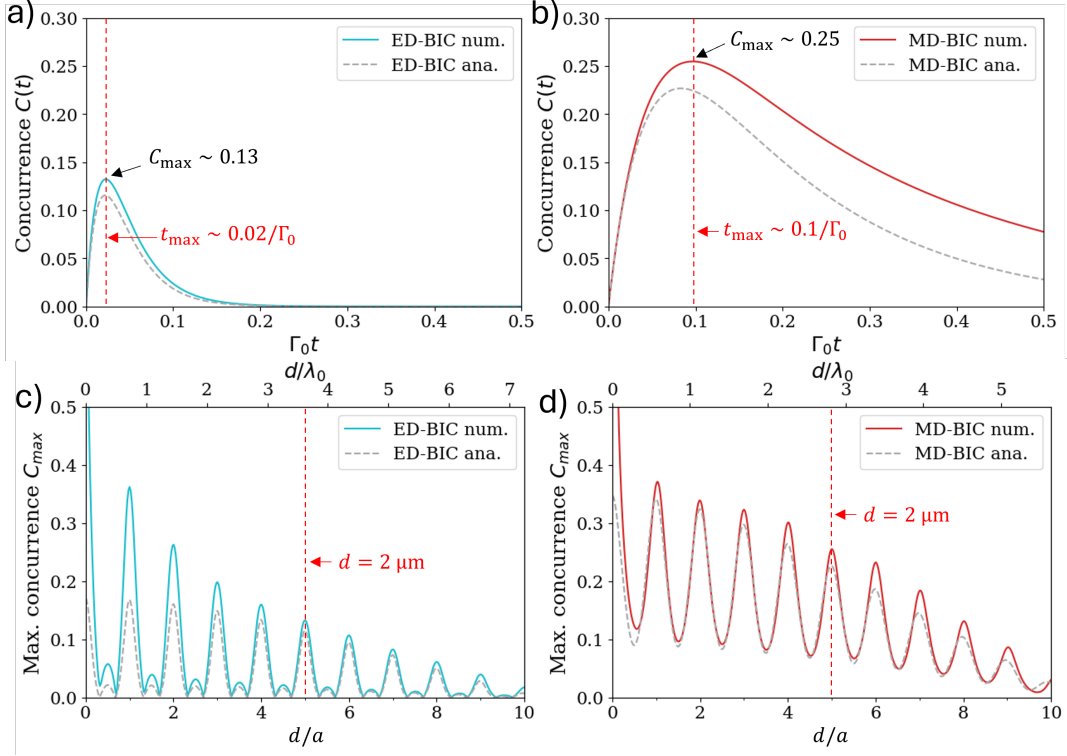 a)
0.30
0.25
0.20
0.15
0.10
0.05
0.00
Concurrence C(t)
ED-BIC num.
ED-BIC ana.
C_max ~ 0.13
t_max ~ 0.02/Γ₀
0.0 0.1 0.2 0.3 0.4 0.5
Γ₀t
b)
0.30
0.25
0.20
0.15
0.10
0.05
0.00
Concurrence C(t)
C_max ~ 0.25
MD-BIC num.
MD-BIC ana.
t_max ~ 0.1/Γ₀
0.0 0.1 0.2 0.3 0.4 0.5
Γ₀t
c)
d/λ₀
0 1 2 3 4 5 6 7
0.5
0.4
0.3
0.2
0.1
0.0
Max. concurrence C_max
ED-BIC num.
ED-BIC ana.
d = 2 μm
0 2 4 6 8 10
d/a
d)
d/λ₀
0 1 2 3 4 5
0.5
0.4
0.3
0.2
0.1
0.0
Max. concurrence C_max
MD-BIC num.
MD-BIC ana.
d = 2 μm
0 2 4 6 8 10
d/a